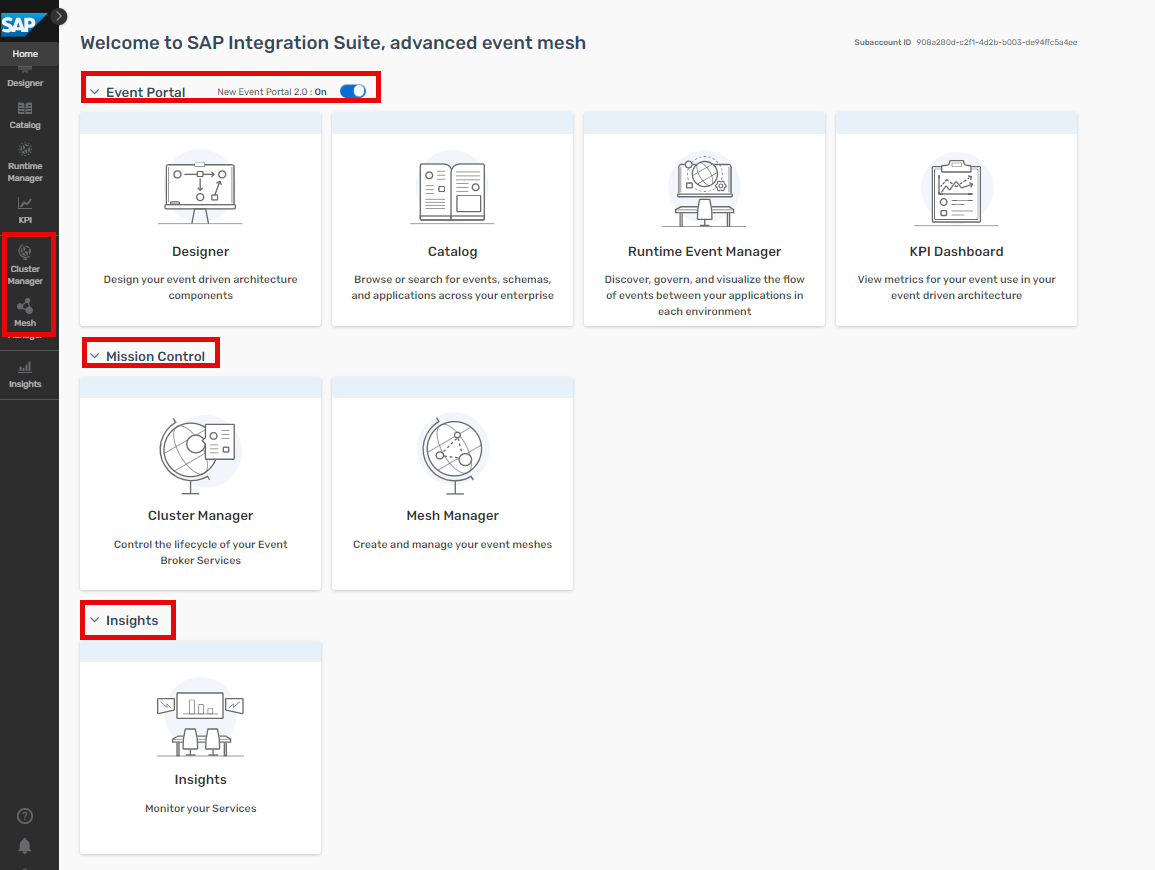 SAP
Home
Designer
Catalog
Runtime
Manager
KPI
Cluster
Manager
Mesh
Manager
Insights
Welcome to SAP Integration Suite, advanced event mesh
Subaccount ID 908a280d-c2f1-4d2b-b003-de94ffc5a4ee
Event Portal New Event Portal 2.0 : On
Designer
Design your event driven architecture
components
Catalog
Browse or search for events, schemas,
and applications across your enterprise
Runtime Event Manager
Discover, govern, and visualize the flow
of events between your applications in
each environment
KPI Dashboard
View metrics for your event use in your
event driven architecture
Mission Control
Cluster Manager
Control the lifecycle of your Event
Broker Services
Mesh Manager
Create and manage your event meshes
Insights
Insights
Monitor your Services